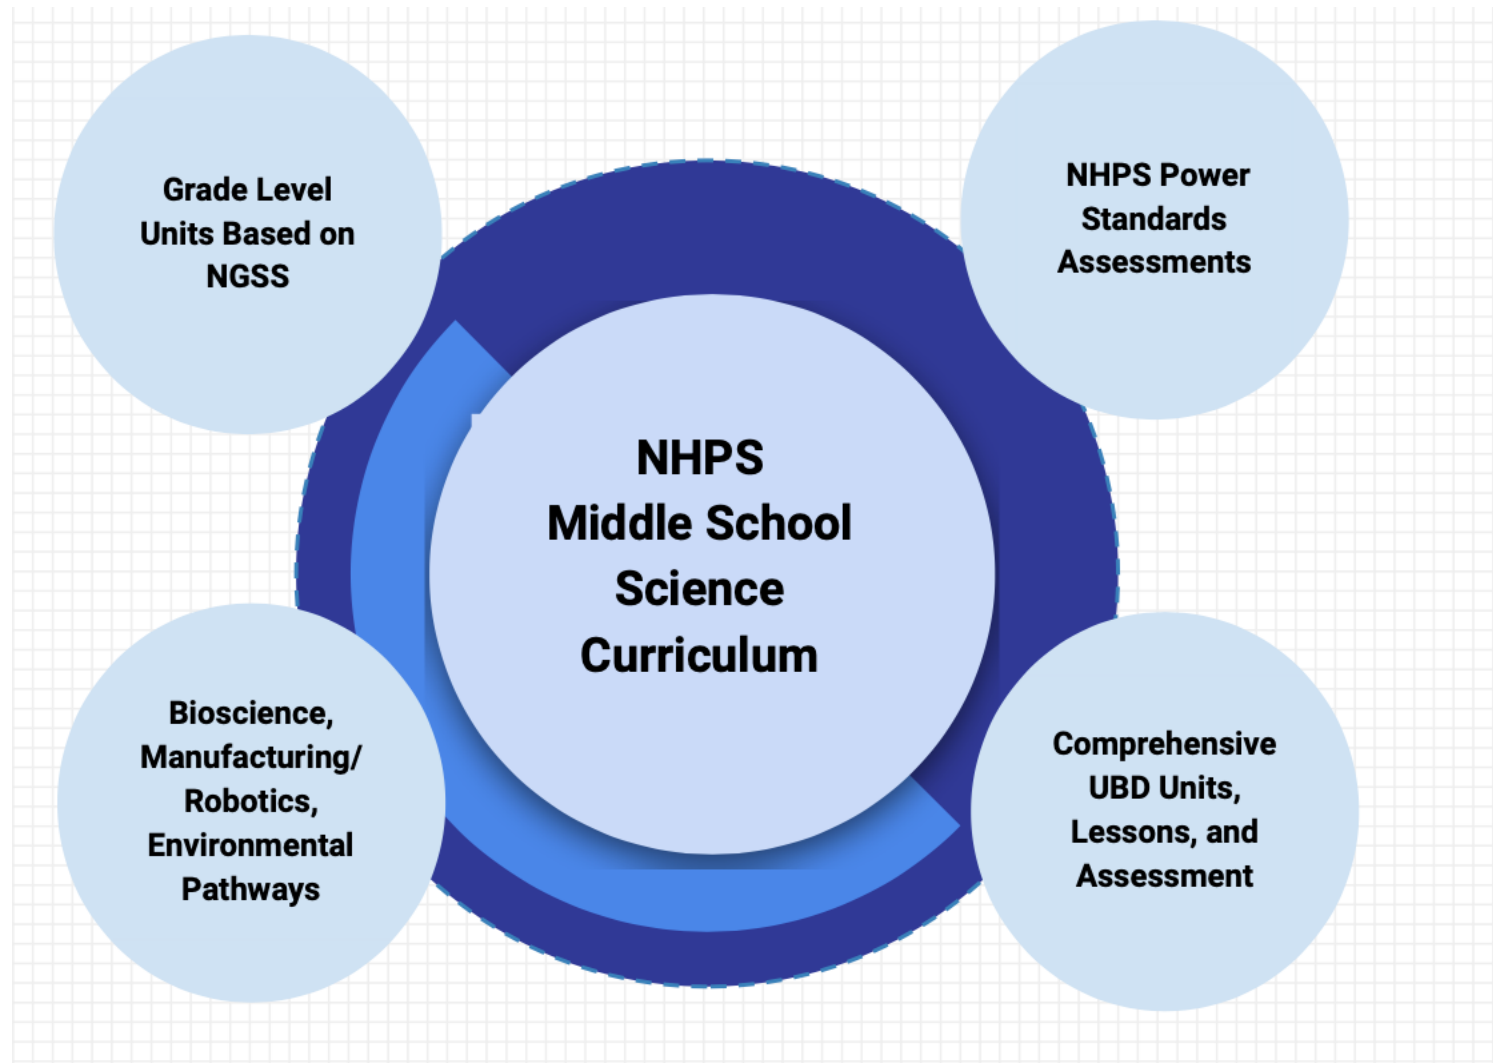 Grade Level
Units Based on
NGSS
NHPS Power
Standards
Assessments
NHPS
Middle School
Science
Curriculum
Bioscience,
Manufacturing/
Robotics,
Environmental
Pathways
Comprehensive
UBD Units,
Lessons, and
Assessment